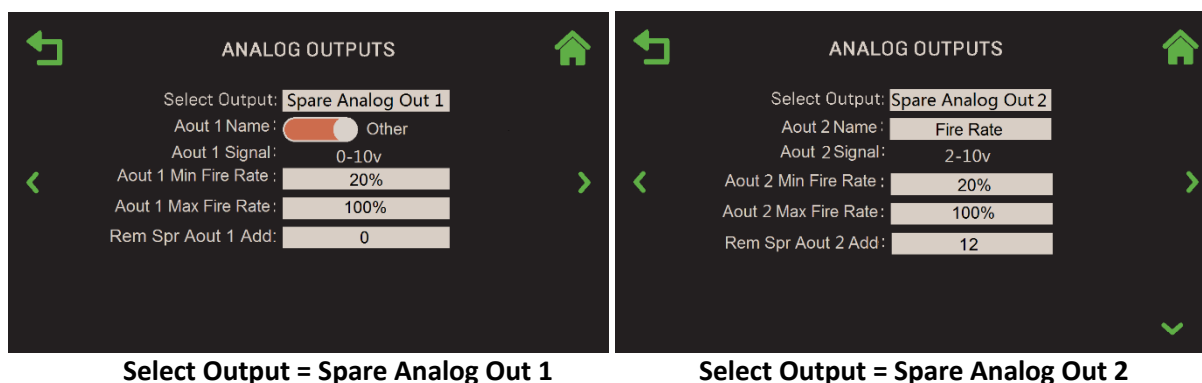 ANALOG OUTPUTS
Select Output: Spare Analog Out 1
Aout 1 Name: Other
Aout 1 Signal: 0-10v
Aout 1 Min Fire Rate : 20%
Aout 1 Max Fire Rate: 100%
Rem Spr Aout 1 Add: 0
Select Output = Spare Analog Out 1
ANALOG OUTPUTS
Select Output: Spare Analog Out 2
Aout 2 Name: Fire Rate
Aout 2 Signal: 2-10v
Aout 2 Min Fire Rate : 20%
Aout 2 Max Fire Rate: 100%
Rem Spr Aout 2 Add: 12
Select Output = Spare Analog Out 2